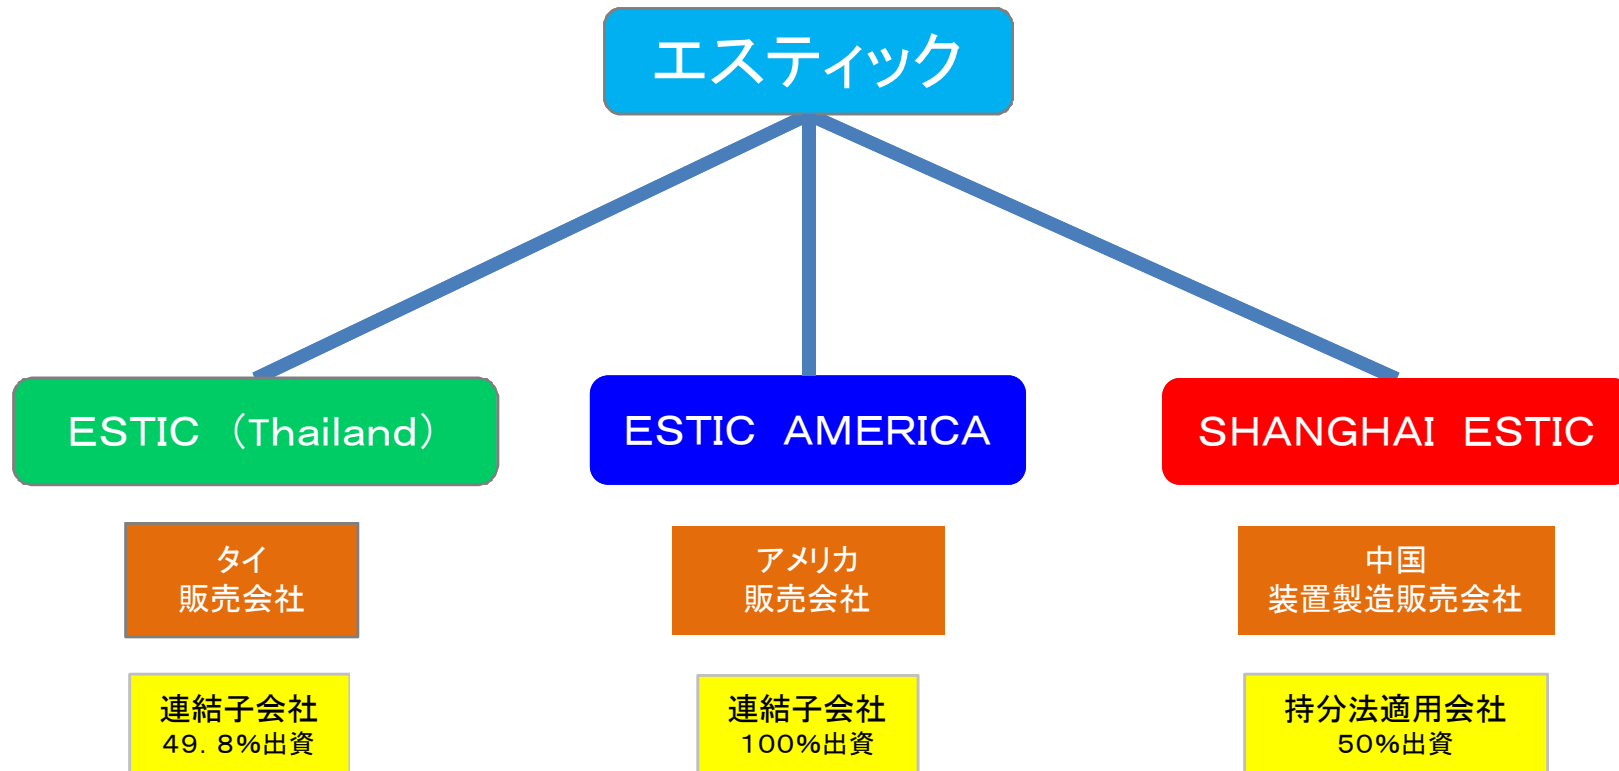 エスティック
ESTIC （Thailand）
ESTIC AMERICA
SHANGHAI ESTIC
タイ
販売会社
アメリカ
販売会社
中国
装置製造販売会社
連結子会社
49．8%出資
連結子会社
100%出資
持分法適用会社
50%出資